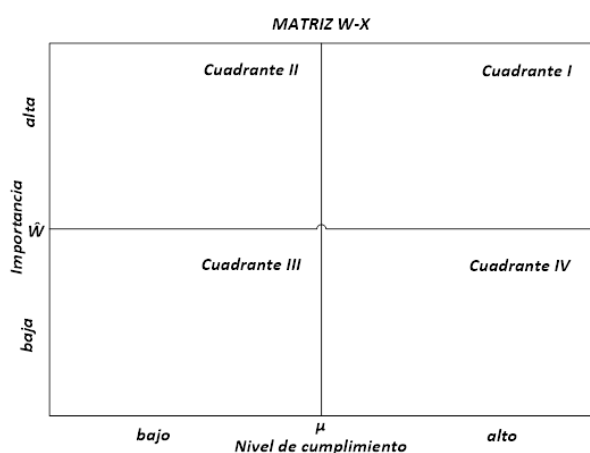 MATRIZ W-X
Cuadrante II
Cuadrante I
alta
Importancia
Ŵ
Cuadrante III
Cuadrante IV
baja
bajo
μ
alto
Nivel de cumplimiento